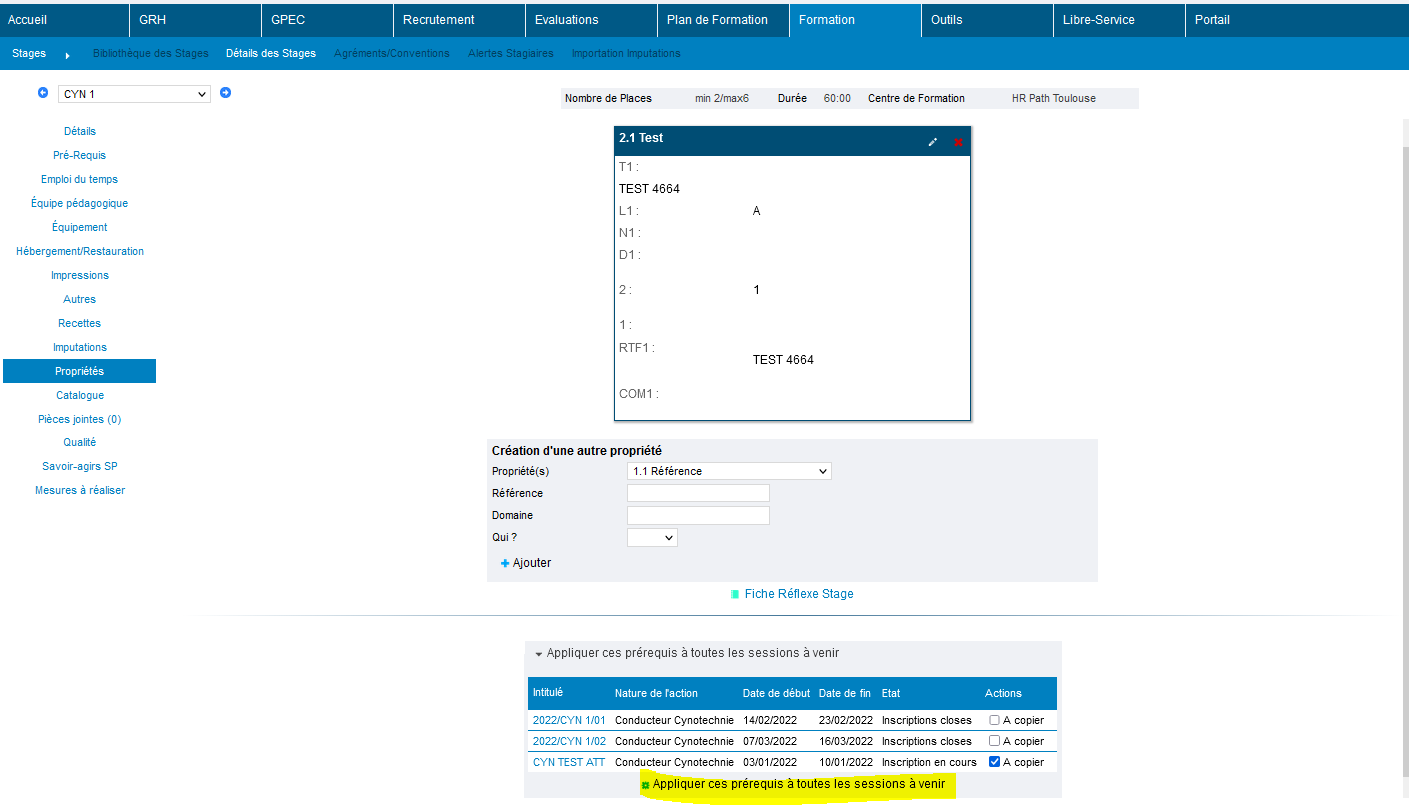 Accueil GRH GPEC Recrutement Evaluations Plan de Formation Formation Outils Libre-Service Portail
Stages Bibliothèque des Stages Détails des Stages Agréments/Conventions Alertes Stagiaires Importation Imputations
CYN 1
Nombre de Places min 2/max6 Durée 60:00 Centre de Formation HR Path Toulouse
Détails
Pré-Requis
Emploi du temps
Équipe pédagogique
Équipement
Hébergement/Restauration
Impressions
Autres
Recettes
Imputations
Propriétés
Catalogue
Pièces jointes (0)
Qualité
Savoir-agirs SP
Mesures à réaliser
2.1 Test
T1 :
TEST 4664
L1 : A
N1 :
D1 :
2 : 1
1 :
RTF1 :
TEST 4664
COM1 :
Création d'une autre propriété
Propriété(s) 1.1 Référence
Référence
Domaine
Qui ?
Ajouter
Fiche Réflexe Stage
Appliquer ces prérequis à toutes les sessions à venir
Intitulé Nature de l'action Date de début Date de fin Etat Actions
2022/CYN 1/01 Conducteur Cynotechnie 14/02/2022 23/02/2022 Inscriptions closes A copier
2022/CYN 1/02 Conducteur Cynotechnie 07/03/2022 16/03/2022 Inscriptions closes A copier
CYN TEST ATT Conducteur Cynotechnie 03/01/2022 10/01/2022 Inscription en cours A copier
Appliquer ces prérequis à toutes les sessions à venir